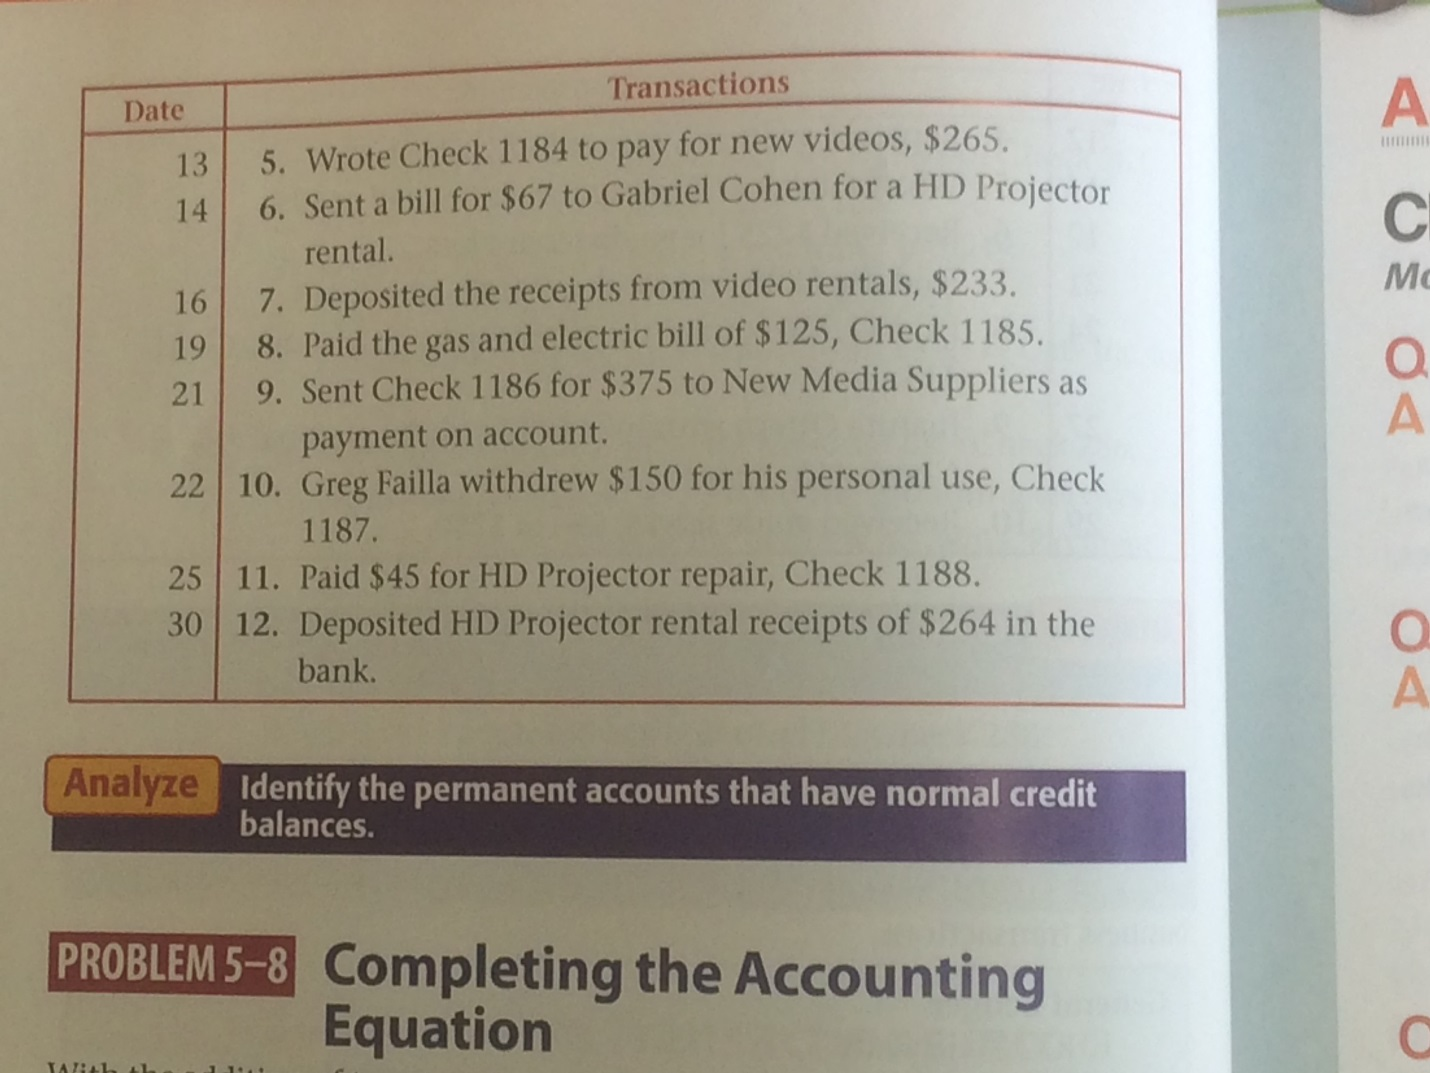 Date Transactions
13 5. Wrote Check 1184 to pay for new videos, $265.
14 6. Sent a bill for $67 to Gabriel Cohen for a HD Projector
rental.
16 7. Deposited the receipts from video rentals, $233.
19 8. Paid the gas and electric bill of $125, Check 1185.
21 9. Sent Check 1186 for $375 to New Media Suppliers as
payment on account.
22 10. Greg Failla withdrew $150 for his personal use, Check
1187.
25 11. Paid $45 for HD Projector repair, Check 1188.
30 12. Deposited HD Projector rental receipts of $264 in the
bank.
Analyze Identify the permanent accounts that have normal credit
balances.
PROBLEM 5–8 Completing the Accounting
Equation
A
Q
A
Q
A